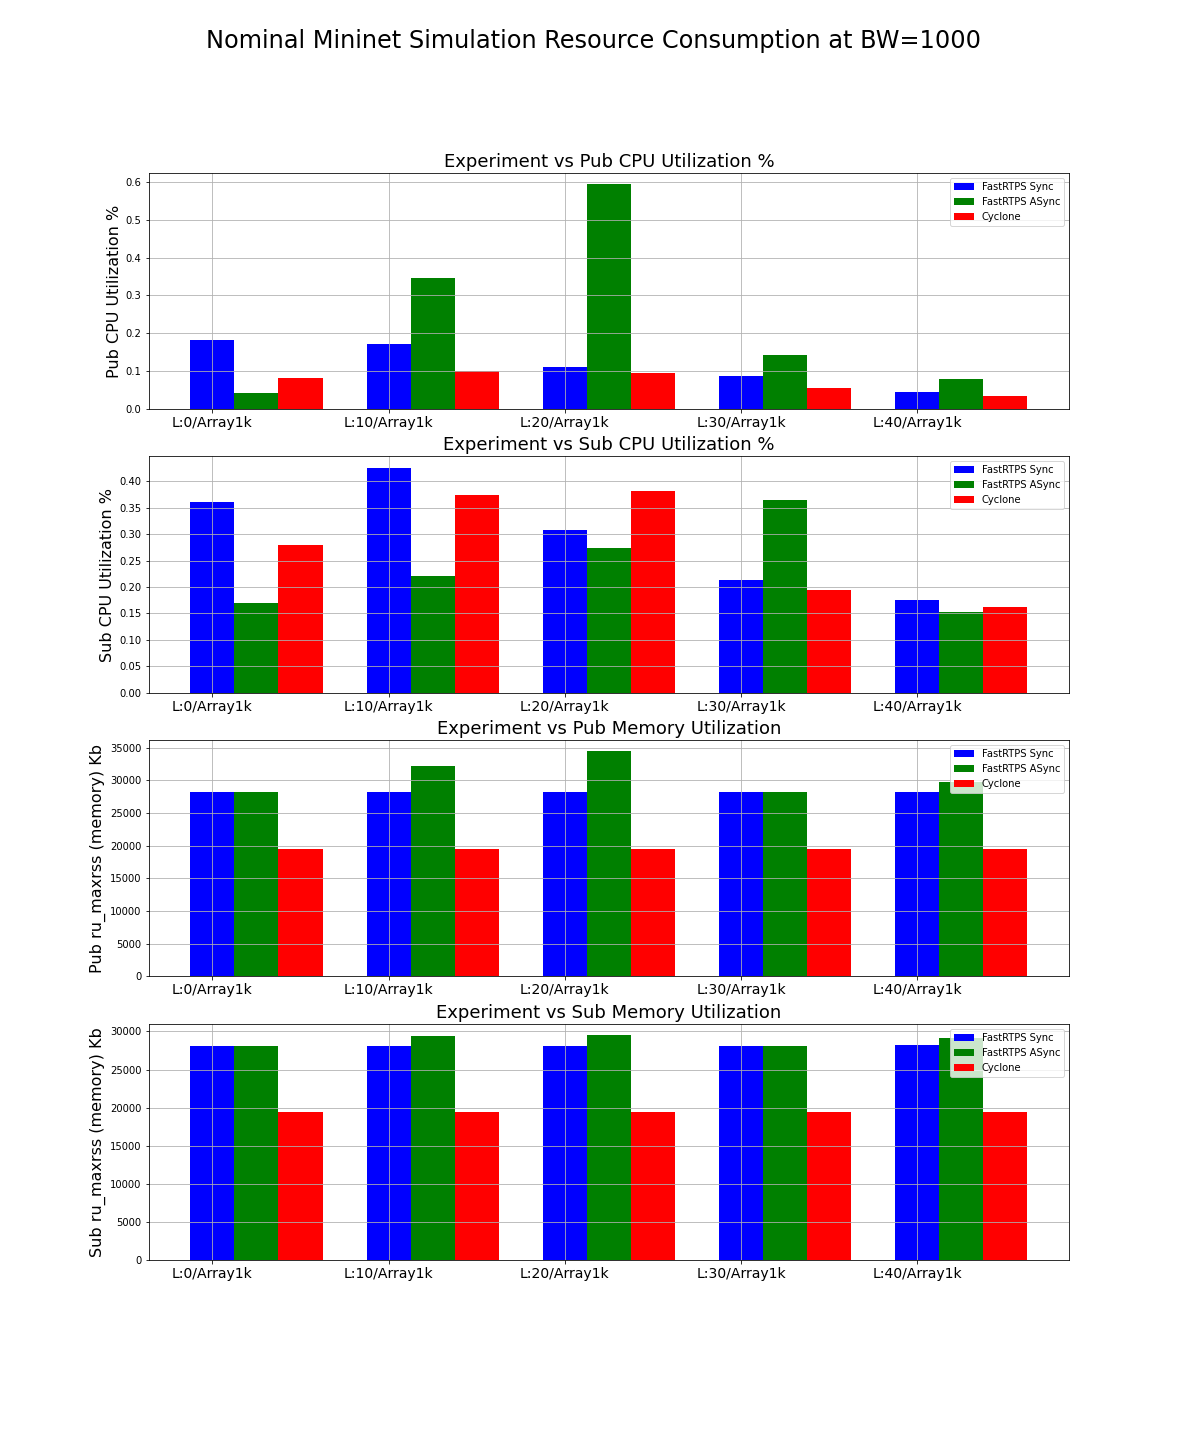 Nominal Mininet Simulation Resource Consumption at BW=1000
Experiment vs Pub CPU Utilization %
Pub CPU Utilization %
0.6
0.5
0.4
0.3
0.2
0.1
0.0
FastRTPS Sync
FastRTPS ASync
Cyclone
L:0/Array1k L:10/Array1k L:20/Array1k L:30/Array1k L:40/Array1k
Experiment vs Sub CPU Utilization %
Sub CPU Utilization %
0.40
0.35
0.30
0.25
0.20
0.15
0.10
0.05
0.00
FastRTPS Sync
FastRTPS ASync
Cyclone
L:0/Array1k L:10/Array1k L:20/Array1k L:30/Array1k L:40/Array1k
Experiment vs Pub Memory Utilization
Pub ru_maxrss (memory) Kb
35000
30000
25000
20000
15000
10000
5000
0
FastRTPS Sync
FastRTPS ASync
Cyclone
L:0/Array1k L:10/Array1k L:20/Array1k L:30/Array1k L:40/Array1k
Experiment vs Sub Memory Utilization
Sub ru_maxrss (memory) Kb
30000
25000
20000
15000
10000
5000
0
FastRTPS Sync
FastRTPS ASync
Cyclone
L:0/Array1k L:10/Array1k L:20/Array1k L:30/Array1k L:40/Array1k